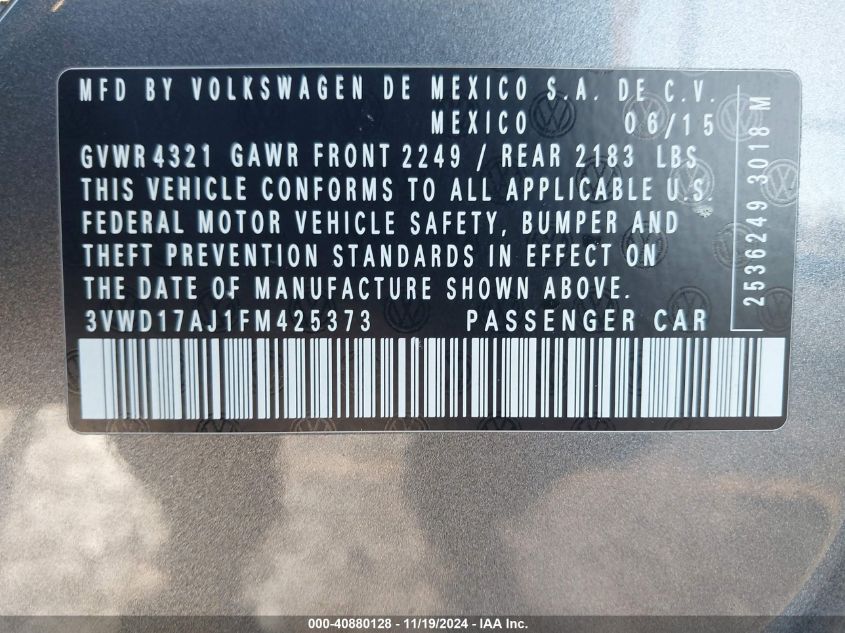 MFD BY VOLKSWAGEN DE MEXICO S.A. DE C.V.
MEXICO 06/15
GVWR 4321 GAWR FRONT 2249 / REAR 2183 LBS
THIS VEHICLE CONFORMS TO ALL APPLICABLE U.S.
FEDERAL MOTOR VEHICLE SAFETY, BUMPER AND
THEFT PREVENTION STANDARDS IN EFFECT ON
THE DATE OF MANUFACTURE SHOWN ABOVE.
3VWD17AJ1FM425373 PASSENGER CAR
2536249 3018 M
000-40880128 - 11/19/2024 - IAA Inc.